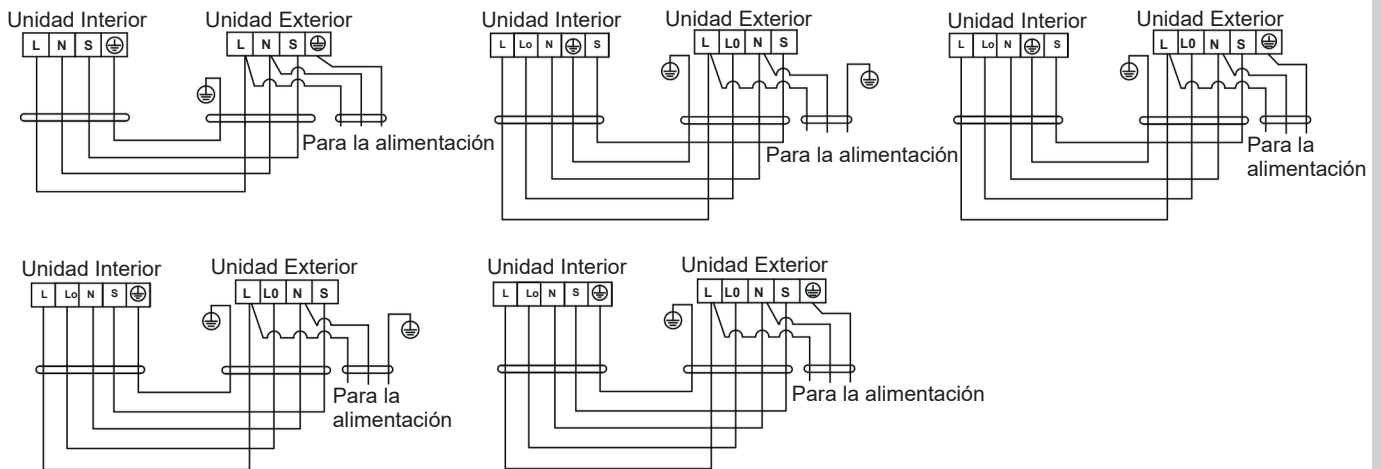 Unidad Interior
Unidad Exterior
L N S
L N S
Para la alimentación
Unidad Interior
Unidad Exterior
L Lo N S
L L0 N S
Para la alimentación
Unidad Interior
Unidad Exterior
L Lo N S
L L0 N S
Para la
alimentación
Unidad Interior
Unidad Exterior
L Lo N S
L L0 N S
Para la
alimentación
Unidad Interior
Unidad Exterior
L Lo N S
L L0 N S
Para la alimentación